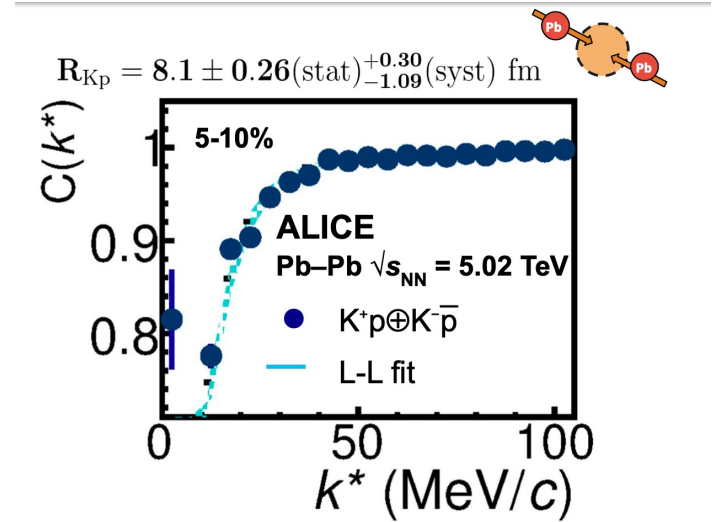 Pb
Pb
R_Kp = 8.1 ± 0.26(stat)^{+0.30}_{−1.09}(syst) fm
C(k*)
1
0.9
0.8
5-10%
ALICE
Pb–Pb √s_NN = 5.02 TeV
K⁺p⊕K⁻p̅
L-L fit
0
50
100
k* (MeV/c)